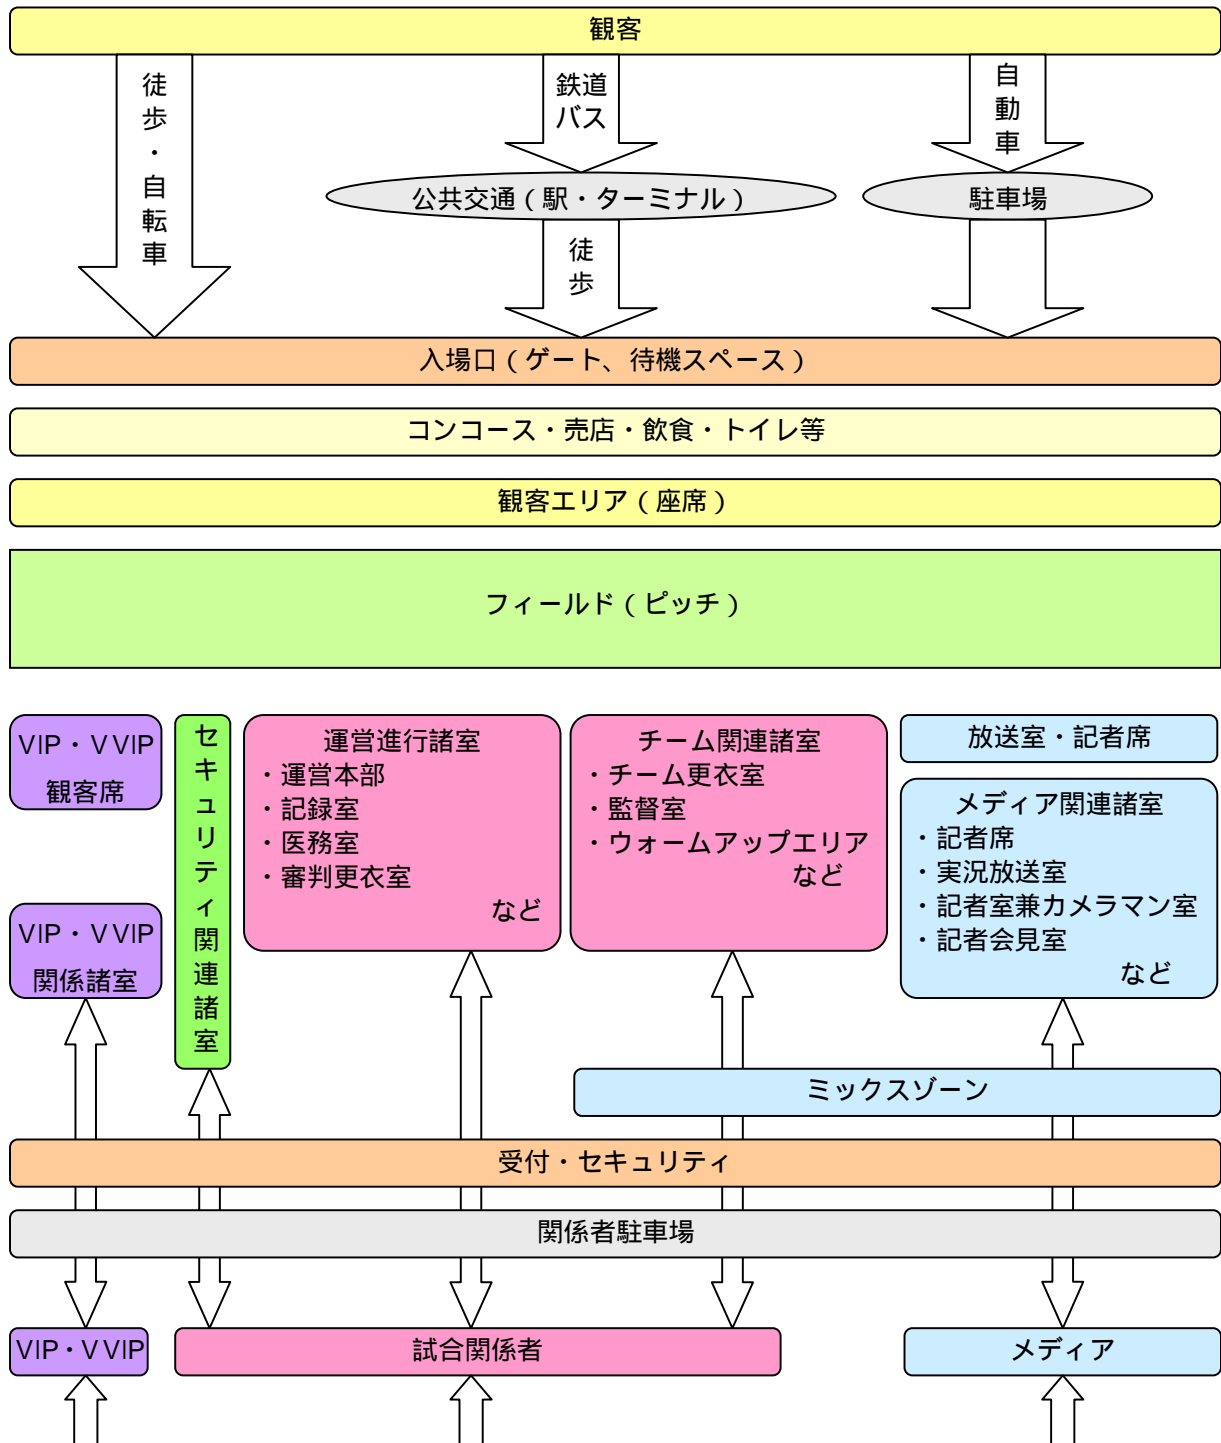 観客
徒歩・自転車
鉄道
バス
自動車
公共交通（駅・ターミナル）
駐車場
徒歩
入場口（ゲート、待機スペース）
コンコース・売店・飲食・トイレ等
観客エリア（座席）
フィールド（ピッチ）
VIP・VVIP
観客席
セキュリティ関連諸室
運営進行諸室
・運営本部
・記録室
・医務室
・審判更衣室
など
チーム関連諸室
・チーム更衣室
・監督室
・ウォームアップエリア
など
放送室・記者席
メディア関連諸室
・記者席
・実況放送室
・記者室兼カメラマン室
・記者会見室
など
VIP・VVIP
関係諸室
ミックスゾーン
受付・セキュリティ
関係者駐車場
VIP・VVIP
試合関係者
メディア